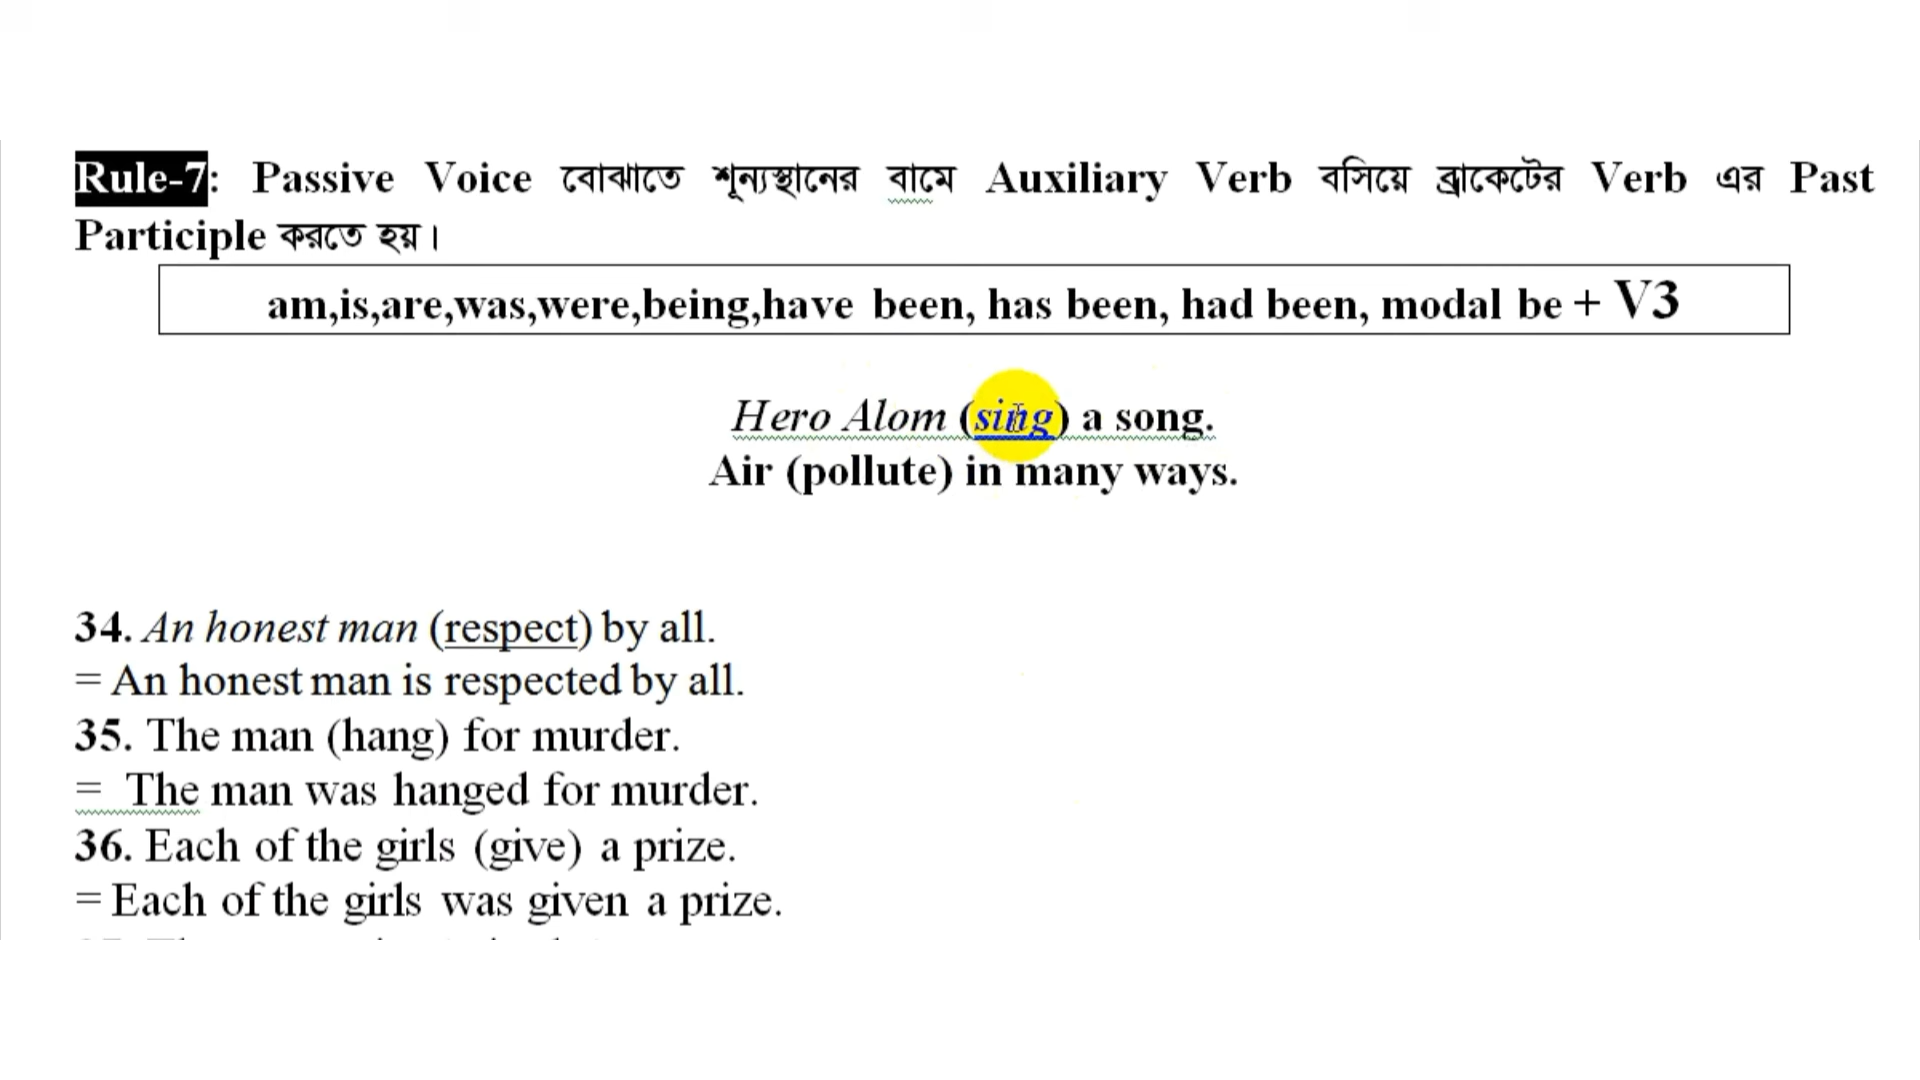 Rule-7: Passive Voice বোঝাতে শূন্যস্থানের বামে Auxiliary Verb বসিয়ে ব্রাকেটের Verb এর Past
Participle করতে হয়।
am,is,are,was,were,being,have been, has been, had been, modal be + V3
Hero Alom (sing) a song.
Air (pollute) in many ways.
34. An honest man (respect) by all.
= An honest man is respected by all.
35. The man (hang) for murder.
= The man was hanged for murder.
36. Each of the girls (give) a prize.
= Each of the girls was given a prize.